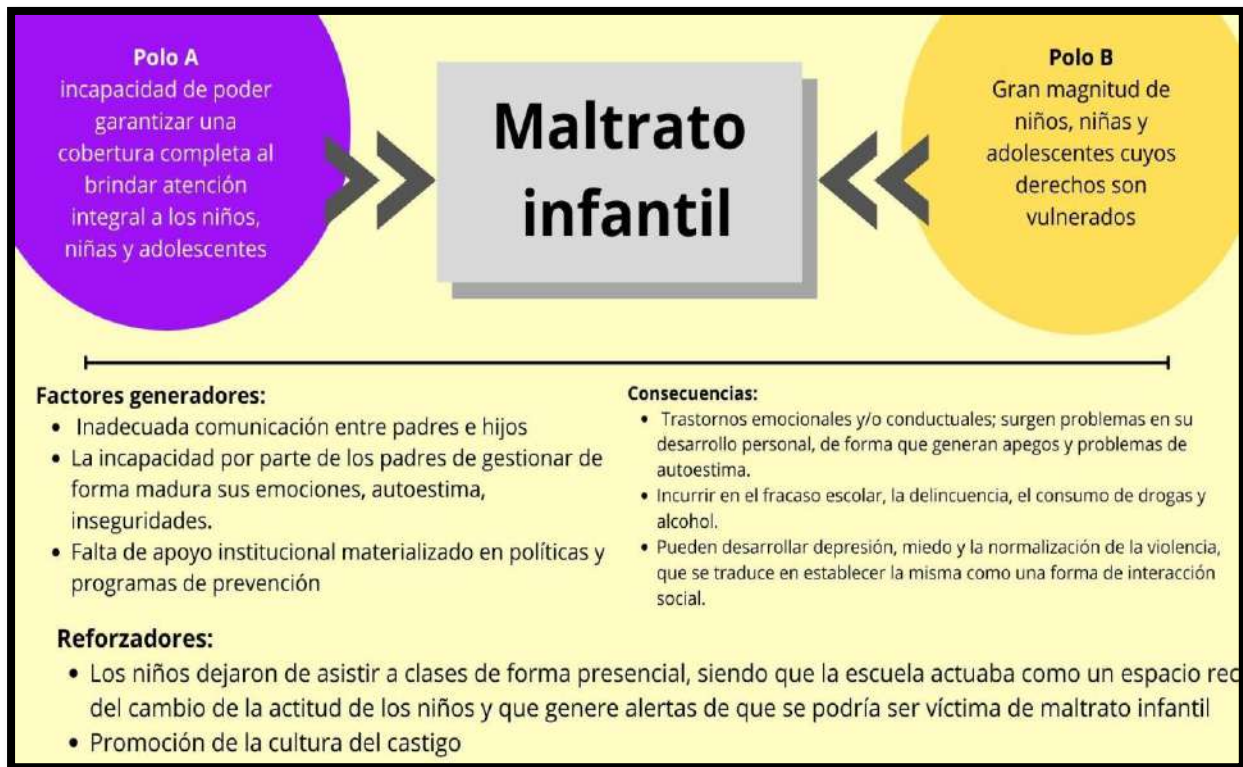 Polo A
incapacidad de poder
garantizar una
cobertura completa al
brindar atención
integral a los niños,
niñas y adolescentes
Maltrato
infantil
Polo B
Gran magnitud de
niños, niñas y
adolescentes cuyos
derechos son
vulnerados
Factores generadores:
• Inadecuada comunicación entre padres e hijos
• La incapacidad por parte de los padres de gestionar de
forma madura sus emociones, autoestima,
inseguridades.
• Falta de apoyo institucional materializado en políticas y
programas de prevención
Consecuencias:
• Trastornos emocionales y/o conductuales; surgen problemas en su
desarrollo personal, de forma que generan apegos y problemas de
autoestima.
• Incurrir en el fracaso escolar, la delincuencia, el consumo de drogas y
alcohol.
• Pueden desarrollar depresión, miedo y la normalización de la violencia,
que se traduce en establecer la misma como una forma de interacción
social.
Reforzadores:
• Los niños dejaron de asistir a clases de forma presencial, siendo que la escuela actuaba como un espacio
del cambio de la actitud de los niños y que genere alertas de que se podría ser víctima de maltrato infantil
• Promoción de la cultura del castigo